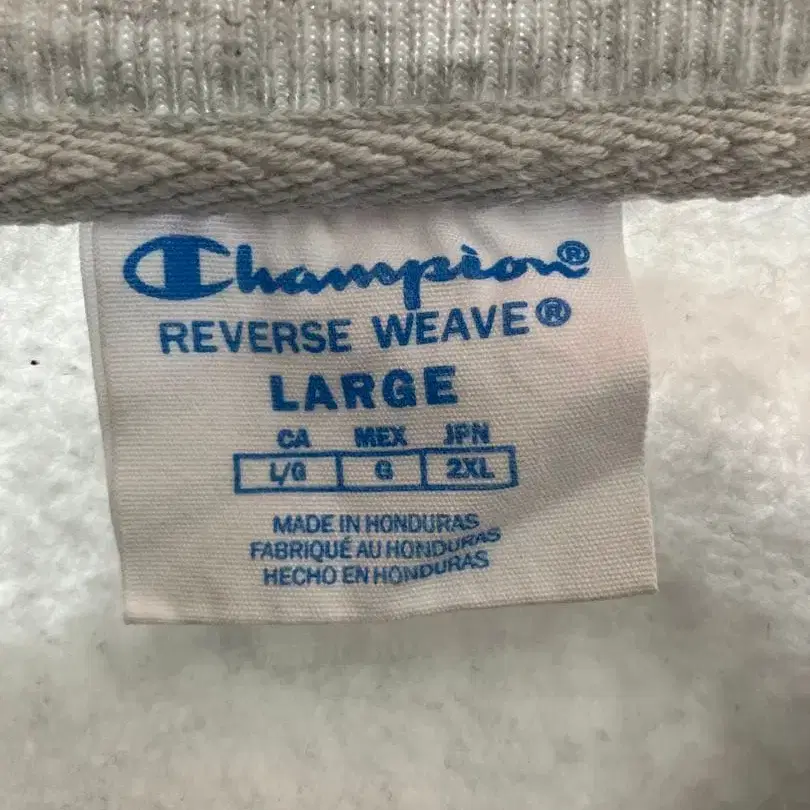 Champion®
REVERSE WEAVE®
LARGE
CA MEX JPN
L/G G 2XL
MADE IN HONDURAS
FABRIQUÉ AU HONDURAS
HECHO EN HONDURAS